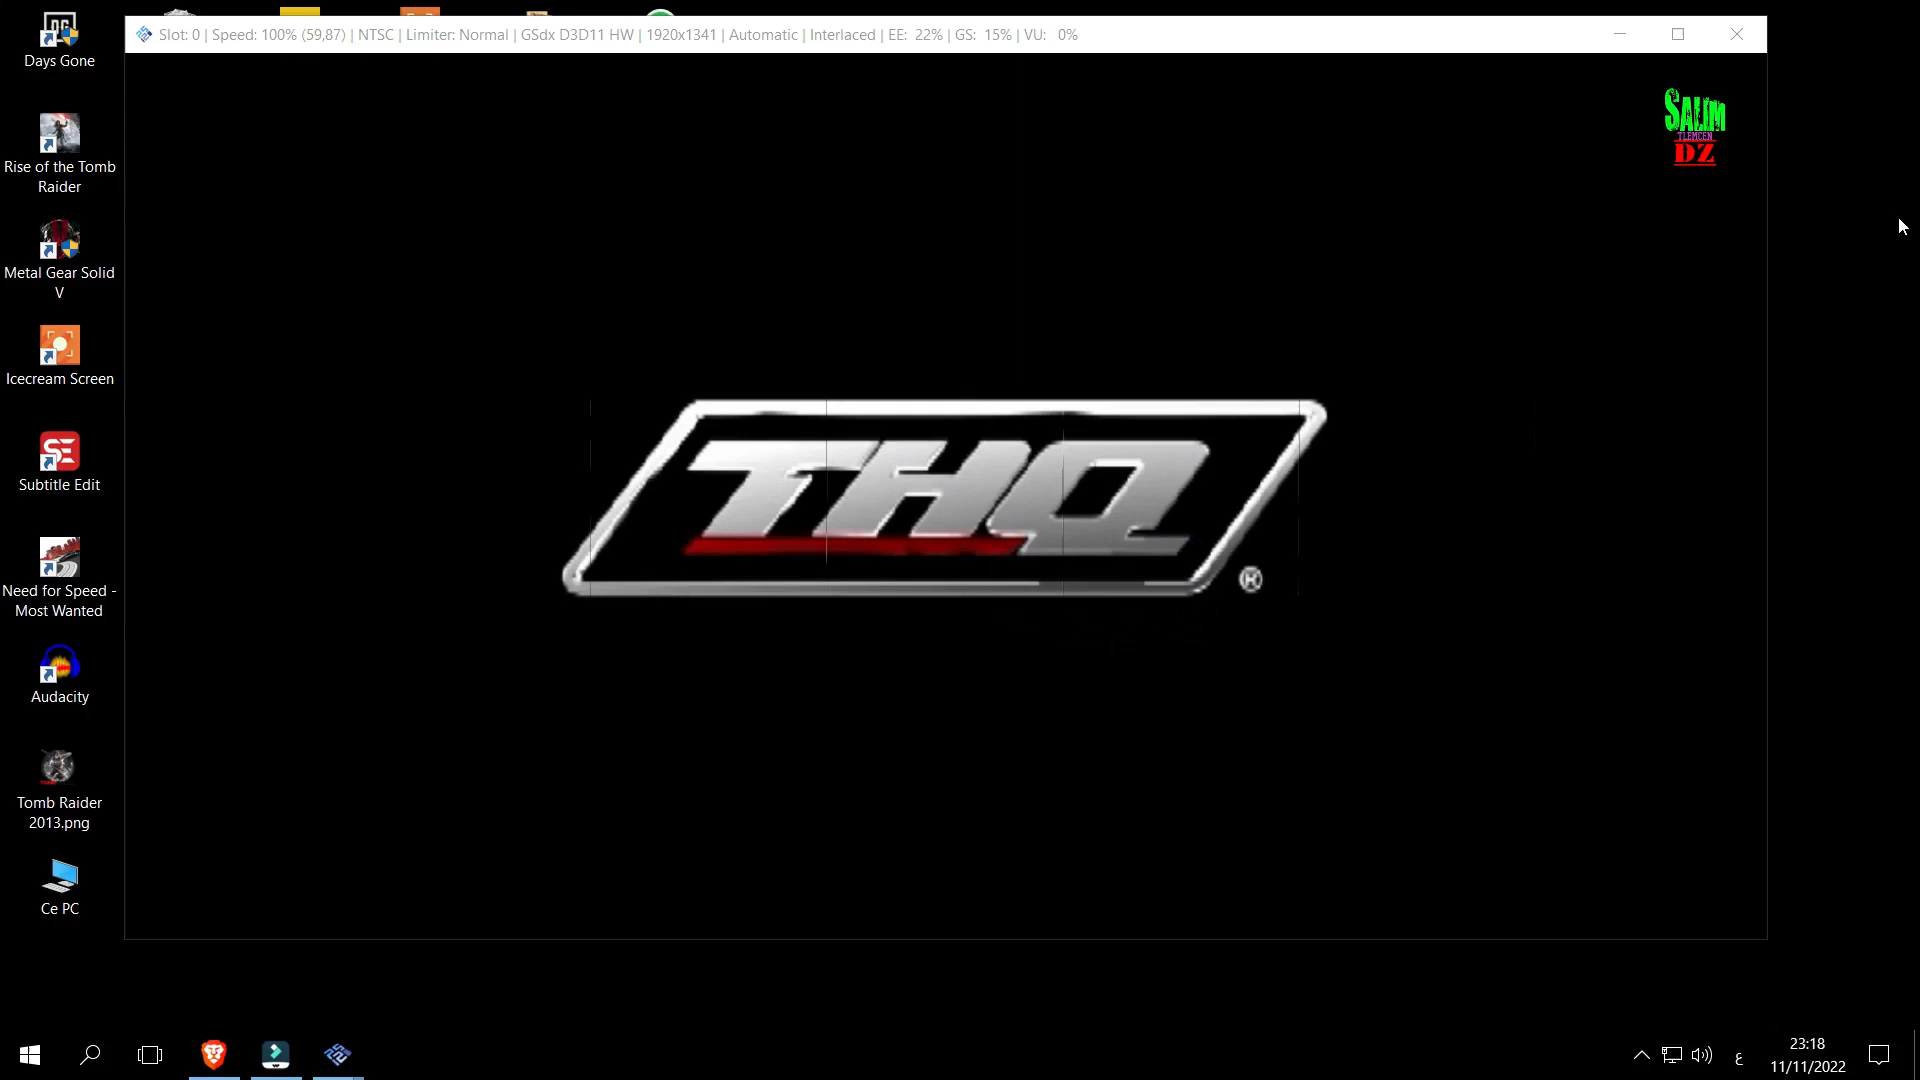 Slot: 0 | Speed: 100% (59,87) | NTSC | Limiter: Normal | GSdx D3D11 HW | 1920x1341 | Automatic | Interlaced | EE: 22% | GS: 15% | VU: 0%
Days Gone
Rise of the Tomb
Raider
Metal Gear Solid
V
Icecream Screen
SE
Subtitle Edit
Need for Speed -
Most Wanted
Audacity
Tomb Raider
2013.png
Ce PC
SALIM
TLEMCEN
DZ
THQ
®
ع
23:18
11/11/2022